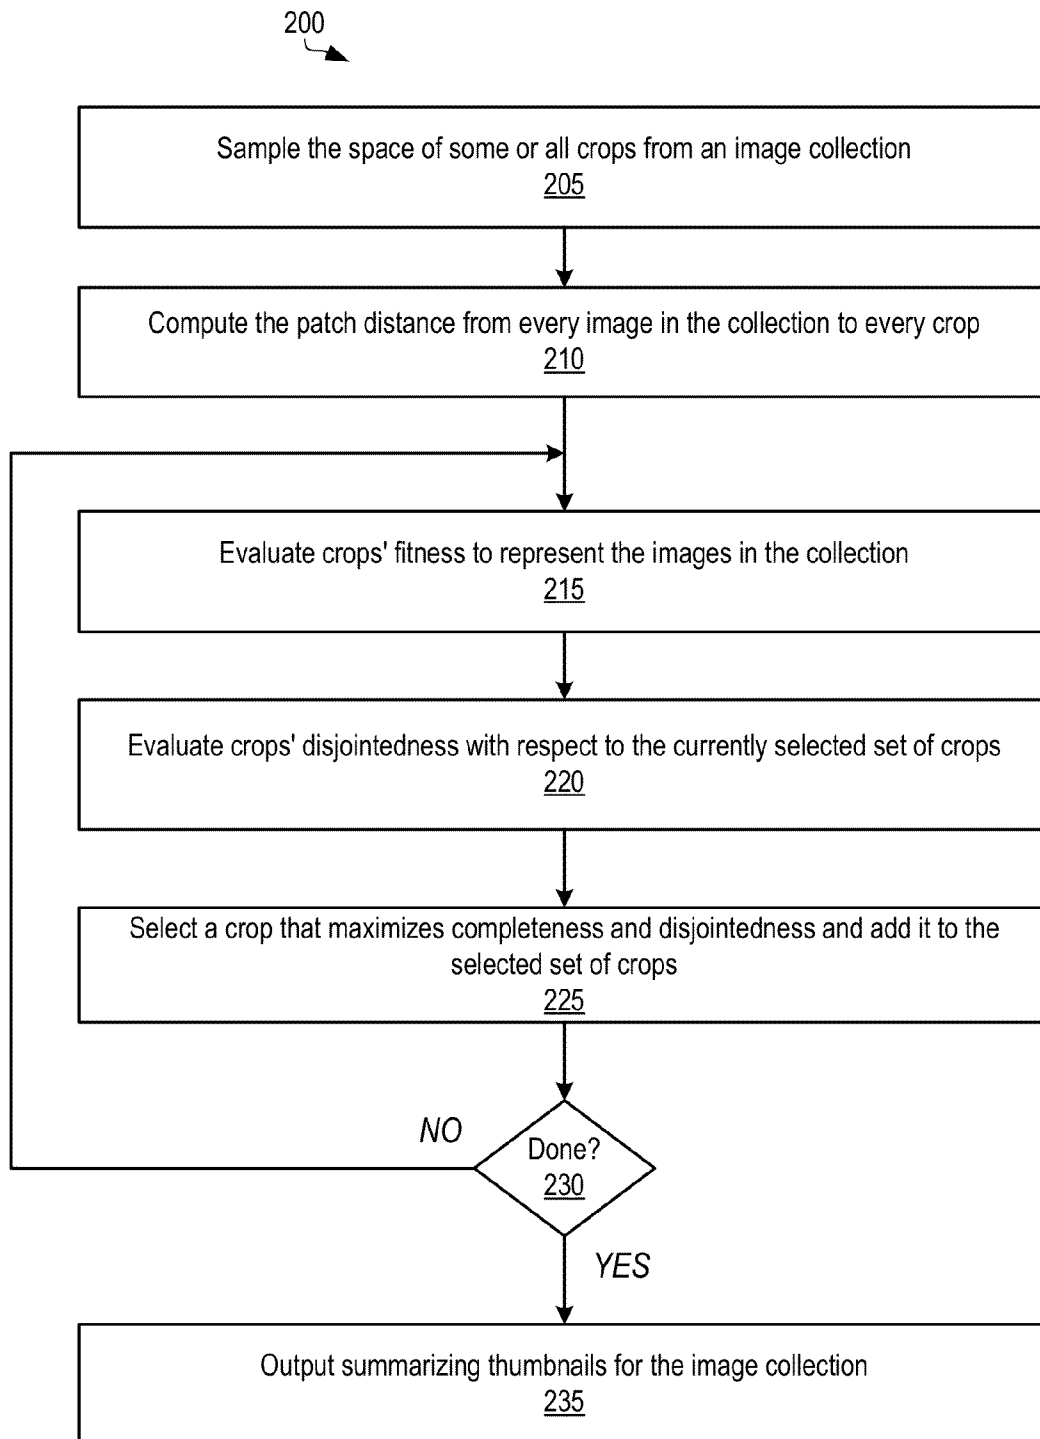 200
Sample the space of some or all crops from an image collection
205
Compute the patch distance from every image in the collection to every crop
210
Evaluate crops' fitness to represent the images in the collection
215
Evaluate crops' disjointedness with respect to the currently selected set of crops
220
Select a crop that maximizes completeness and disjointedness and add it to the
selected set of crops
225
NO
Done?
230
YES
Output summarizing thumbnails for the image collection
235